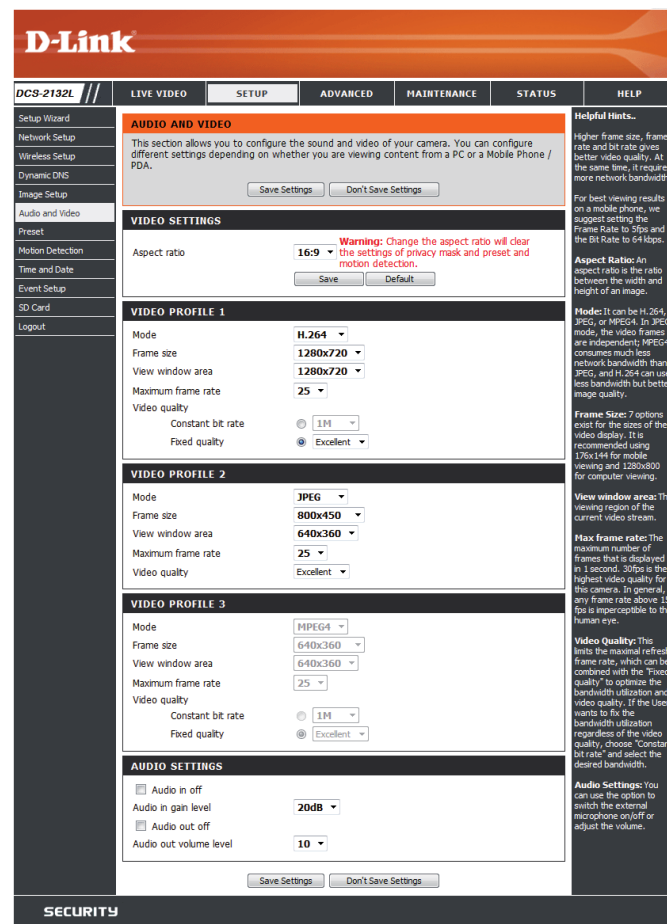 D-Link
DCS-2132L
LIVE VIDEO
SETUP
ADVANCED
MAINTENANCE
STATUS
HELP
Setup Wizard
Network Setup
Wireless Setup
Dynamic DNS
Image Setup
Audio and Video
Preset
Motion Detection
Time and Date
Event Setup
SD Card
Logout
AUDIO AND VIDEO
This section allows you to configure the sound and video of your camera. You can configure
different settings depending on whether you are viewing content from a PC or a Mobile Phone /
PDA.
Save Settings Don't Save Settings
VIDEO SETTINGS
Aspect ratio 16:9 Warning: Change the aspect ratio will clear
the settings of privacy mask and preset and
motion detection.
Save Default
VIDEO PROFILE 1
Mode H.264
Frame size 1280x720
View window area 1280x720
Maximum frame rate 25
Video quality
Constant bit rate 1M
Fixed quality Excellent
VIDEO PROFILE 2
Mode JPEG
Frame size 800x450
View window area 640x360
Maximum frame rate 25
Video quality Excellent
VIDEO PROFILE 3
Mode MPEG4
Frame size 640x360
View window area 640x360
Maximum frame rate 25
Video quality
Constant bit rate 1M
Fixed quality Excellent
AUDIO SETTINGS
Audio in off
Audio in gain level 20dB
Audio out off
Audio out volume level 10
Save Settings Don't Save Settings
Helpful Hints..
Higher frame size, frame
rate and bit rate gives
better video quality. At
the same time, it require
more network bandwidth
For best viewing results
on a mobile phone, we
suggest setting the
Frame Rate to 5fps and
the Bit Rate to 64 kbps.
Aspect Ratio: An
aspect ratio is the ratio
between the width and
height of an image.
Mode: It can be H.264,
JPEG, or MPEG4. In JPEG
mode, the video frames
are independent; MPEG4
consumes much less
network bandwidth than
JPEG, and H.264 can use
less bandwidth but bette
image quality.
Frame Size: 7 options
exist for the sizes of the
video display. It is
recommended using
176x144 for mobile
viewing and 1280x800
for computer viewing.
View window area: Th
viewing region of the
current video stream.
Max frame rate: The
maximum number of
frames that is displayed
in 1 second. 30fps is the
highest video quality for
this camera. In general,
any frame rate above 15
fps is imperceptible to th
human eye.
Video Quality: This
limits the maximal refresh
frame rate, which can be
combined with the "Fixed
quality" to optimize the
bandwidth utilization and
video quality. If the User
wants to fix the
bandwidth utilization
regardless of the video
quality, choose "Constan
bit rate" and select the
desired bandwidth.
Audio Settings: You
can use the option to
switch the external
microphone on/off or
adjust the volume.
SECURITY